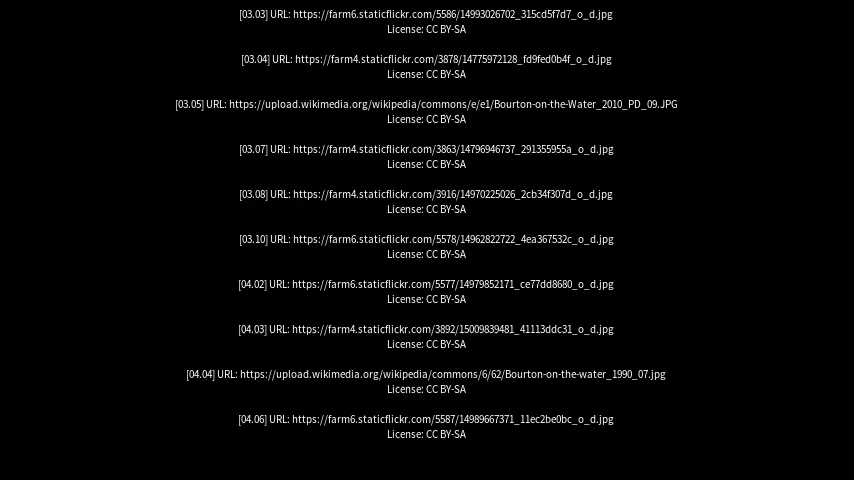 [03.03] URL: https://farm6.staticflickr.com/5586/14993026702_315cd5f7d7_o_d.jpg
License: CC BY-SA
[03.04] URL: https://farm4.staticflickr.com/3878/14775972128_fd9fed0b4f_o_d.jpg
License: CC BY-SA
[03.05] URL: https://upload.wikimedia.org/wikipedia/commons/e/e1/Bourton-on-the-Water_2010_PD_09.JPG
License: CC BY-SA
[03.07] URL: https://farm4.staticflickr.com/3863/14796946737_291355955a_o_d.jpg
License: CC BY-SA
[03.08] URL: https://farm4.staticflickr.com/3916/14970225026_2cb34f307d_o_d.jpg
License: CC BY-SA
[03.10] URL: https://farm6.staticflickr.com/5578/14962822722_4ea367532c_o_d.jpg
License: CC BY-SA
[04.02] URL: https://farm6.staticflickr.com/5577/14979852171_ce77dd8680_o_d.jpg
License: CC BY-SA
[04.03] URL: https://farm4.staticflickr.com/3892/15009839481_41113ddc31_o_d.jpg
License: CC BY-SA
[04.04] URL: https://upload.wikimedia.org/wikipedia/commons/6/62/Bourton-on-the-water_1990_07.jpg
License: CC BY-SA
[04.06] URL: https://farm6.staticflickr.com/5587/14989667371_11ec2be0bc_o_d.jpg
License: CC BY-SA